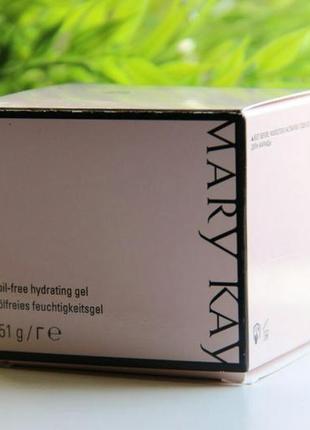 MARY KAY
oil-free hydrating gel
ölfreies feuchtigkeitsgel
51 g/г e